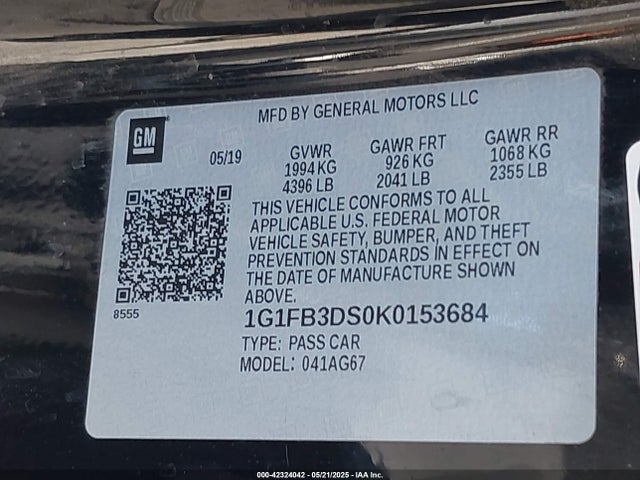 MFD BY GENERAL MOTORS LLC
GM
05/19 GVWR GAWR FRT GAWR RR
1994 KG 926 KG 1068 KG
4396 LB 2041 LB 2355 LB
THIS VEHICLE CONFORMS TO ALL
APPLICABLE U.S. FEDERAL MOTOR
VEHICLE SAFETY, BUMPER, AND THEFT
PREVENTION STANDARDS IN EFFECT ON
THE DATE OF MANUFACTURE SHOWN
ABOVE.
8555
1G1FB3DS0K0153684
TYPE: PASS CAR
MODEL: 041AG67
000-42324042 - 05/21/2025 - IAA Inc.